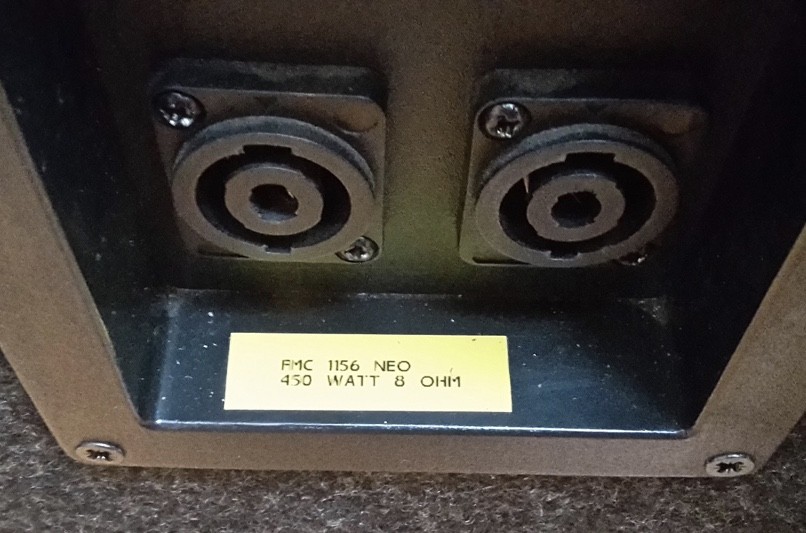 FMC 1156 NEO
450 WATT 8 OHM